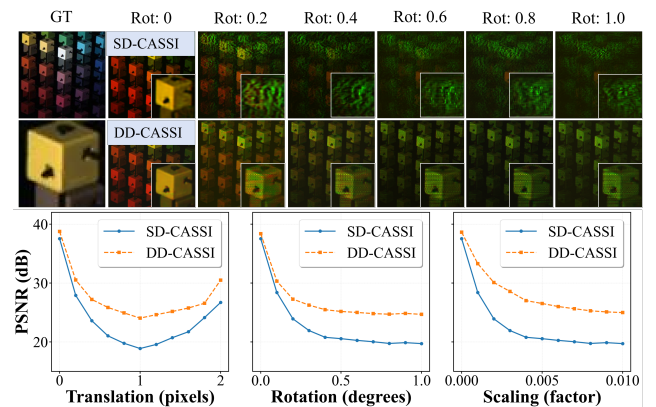 GT Rot: 0 Rot: 0.2 Rot: 0.4 Rot: 0.6 Rot: 0.8 Rot: 1.0
SD-CASSI
DD-CASSI
PSNR (dB)
40
30
20
SD-CASSI
DD-CASSI
0 1 2
Translation (pixels)
SD-CASSI
DD-CASSI
0.0 0.5 1.0
Rotation (degrees)
SD-CASSI
DD-CASSI
0.000 0.005 0.010
Scaling (factor)